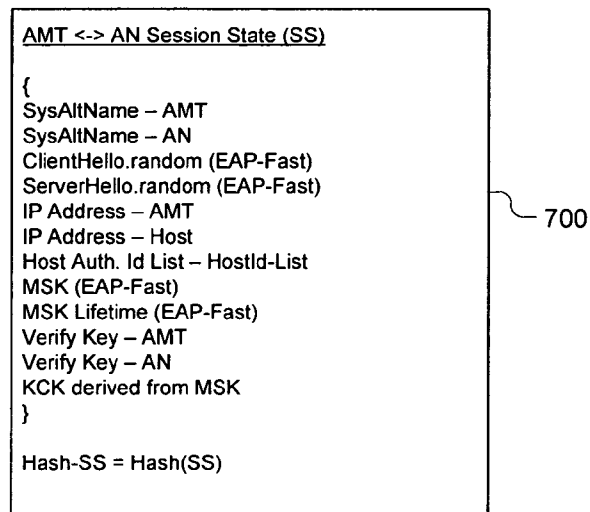 AMT <-> AN Session State (SS)
{
SysAltName – AMT
SysAltName – AN
ClientHello.random (EAP-Fast)
ServerHello.random (EAP-Fast)
IP Address – AMT
IP Address – Host
Host Auth. Id List – HostId-List
MSK (EAP-Fast)
MSK Lifetime (EAP-Fast)
Verify Key – AMT
Verify Key – AN
KCK derived from MSK
}
Hash-SS = Hash(SS)
700